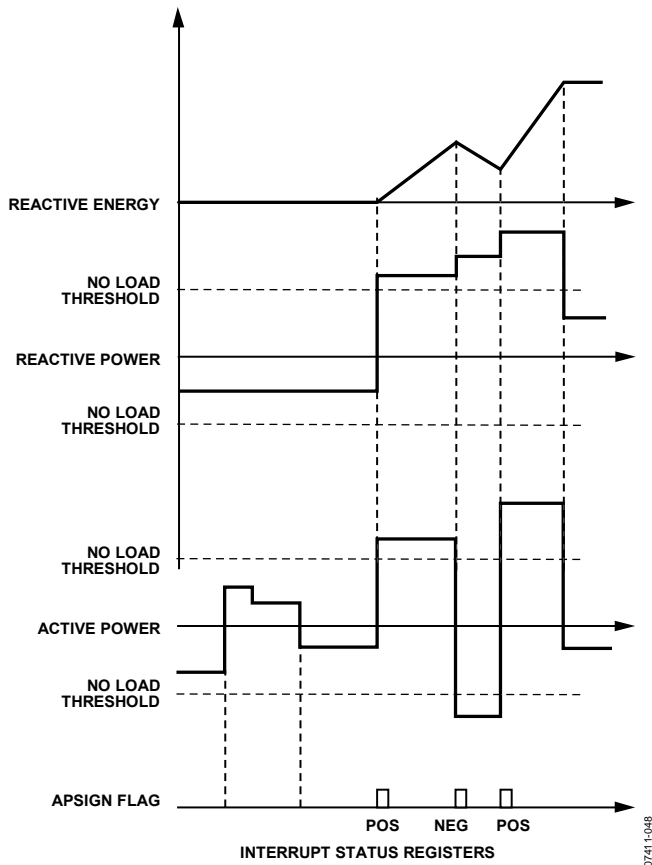 REACTIVE ENERGY
NO LOAD
THRESHOLD
REACTIVE POWER
NO LOAD
THRESHOLD
NO LOAD
THRESHOLD
ACTIVE POWER
NO LOAD
THRESHOLD
APSIGN FLAG
POS NEG POS
INTERRUPT STATUS REGISTERS
07411-048